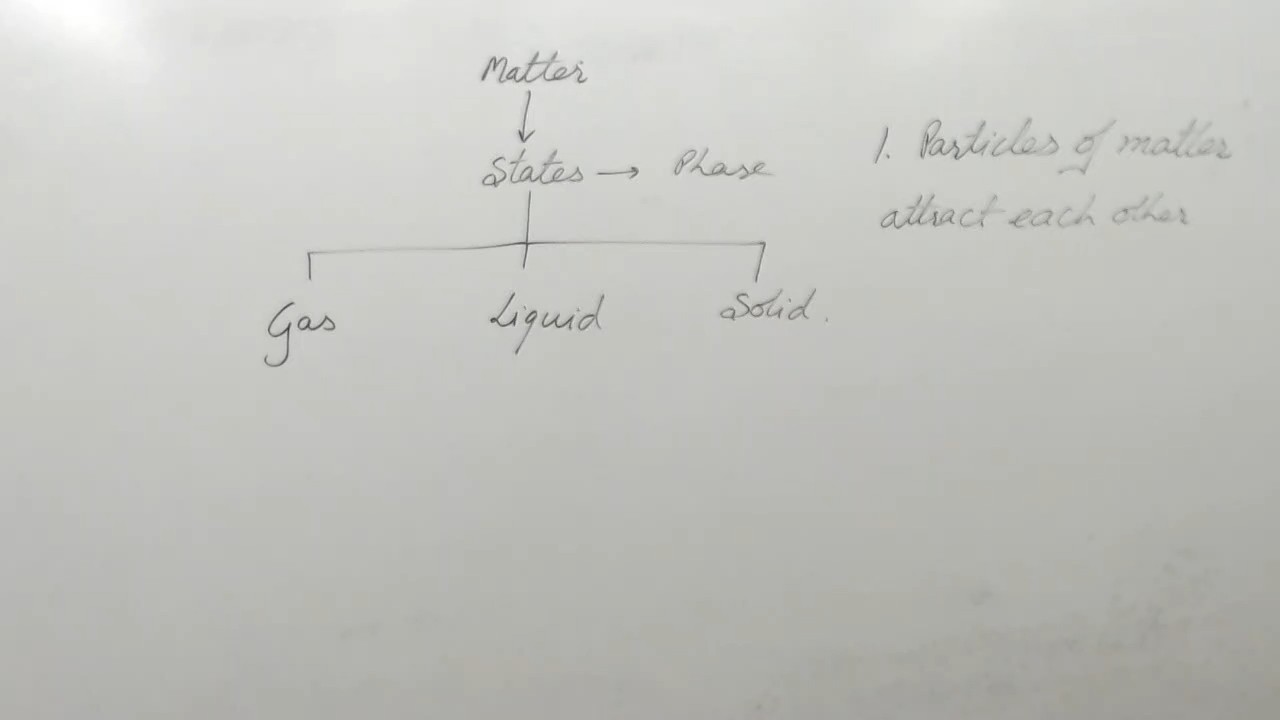 Matter
States → Phase
Gas Liquid Solid.
1. Particles of matter
attract each other